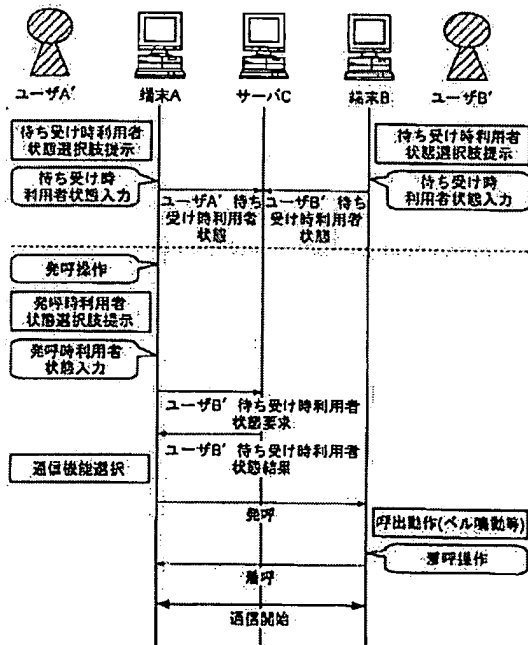 ユーザA′ 端末A サーバC 端末B ユーザB′
待ち受け時利用者
状態選択肢提示
待ち受け時利用者
状態選択肢提示
待ち受け時
利用者状態入力
待ち受け時
利用者状態入力
ユーザA′ 待ち
受け時利用者
状態
ユーザB′ 待ち
受け時利用者
状態
発呼操作
発呼時利用者
状態選択肢提示
発呼時利用者
状態入力
ユーザB′ 待ち受け時利用者
状態要求
ユーザB′ 待ち受け時利用者
状態結果
通信機能選択
発呼
呼出動作(ベル鳴動等)
着呼操作
着呼
通信開始